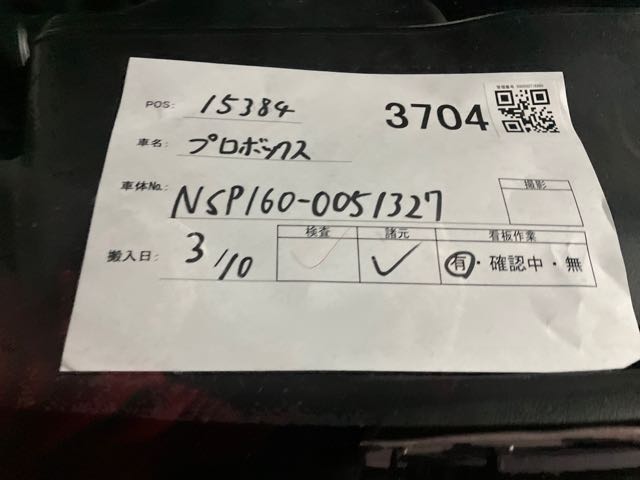 POS: 15384
3704
車名: プロボックス
車体No.: NSP160-0051327
撮影
搬入日: 3/10
検査 諸元 看板作業
✓ ✓ 有・確認中・無